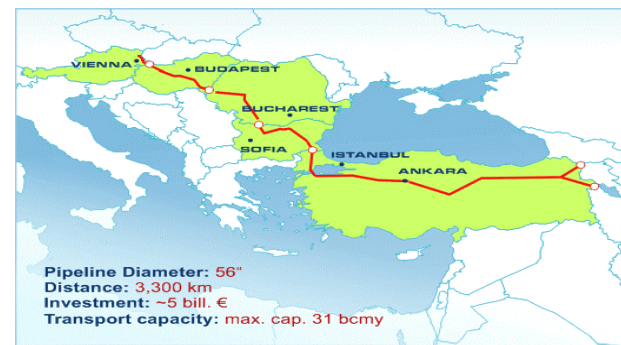 VIENNA
BUDAPEST
BUCHAREST
SOFIA
ISTANBUL
ANKARA
Pipeline Diameter: 56"
Distance: 3,300 km
Investment: ~5 bill. €
Transport capacity: max. cap. 31 bcmy